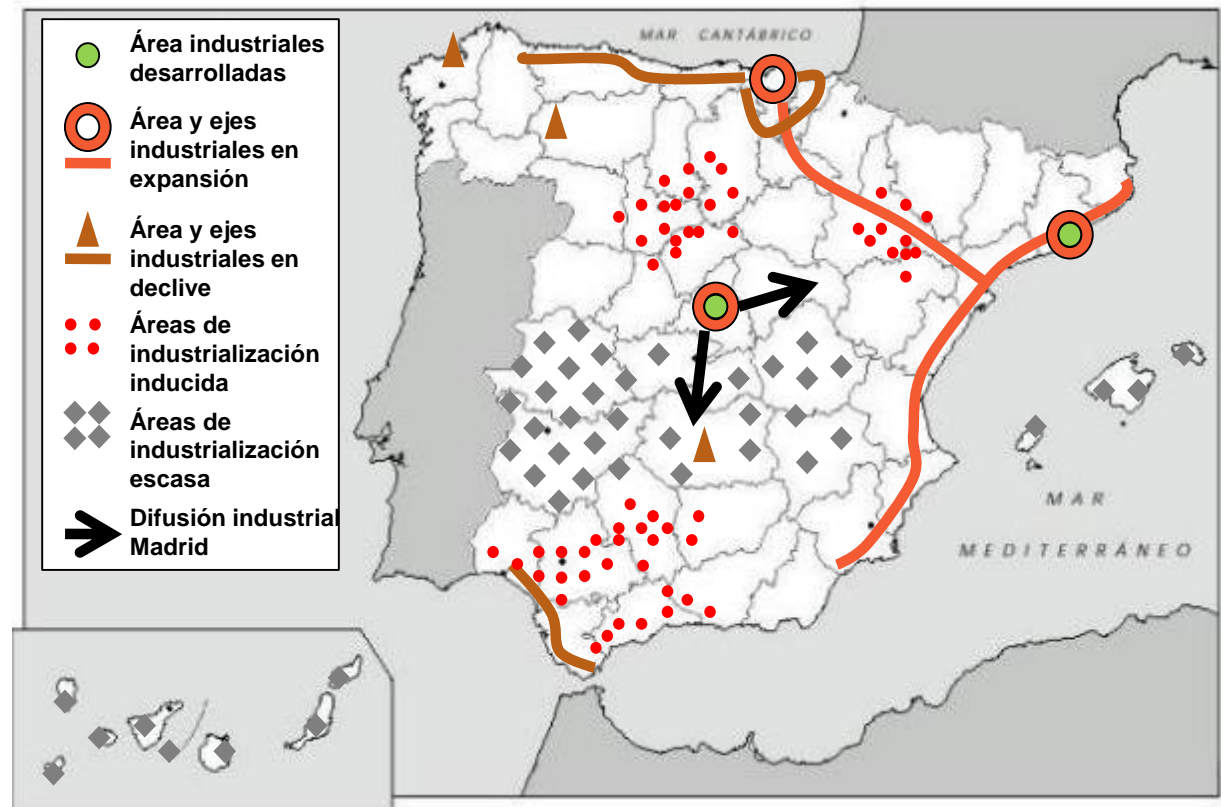 Área industriales
desarrolladas
Área y ejes
industriales en
expansión
Área y ejes
industriales en
declive
Áreas de
industrialización
inducida
Áreas de
industrialización
escasa
Difusión industrial
Madrid
MAR CANTÁBRICO
MAR
MEDITERRÁNEO